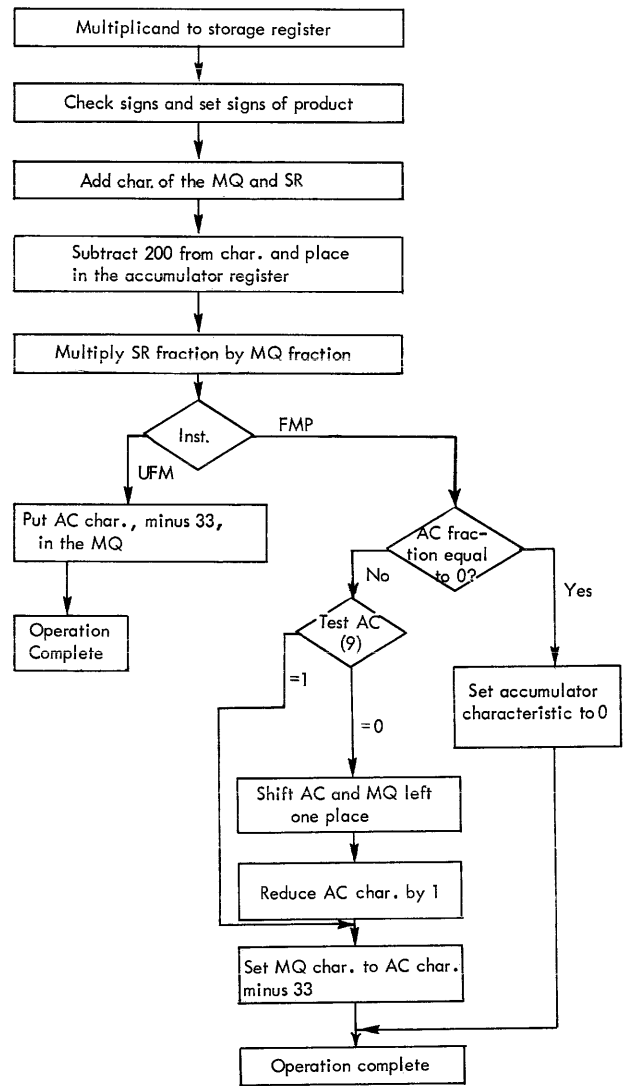 Multiplicand to storage register
Check signs and set signs of product
Add char. of the MQ and SR
Subtract 200 from char. and place
in the accumulator register
Multiply SR fraction by MQ fraction
Inst.
FMP
UFM
Put AC char., minus 33,
in the MQ
Operation
Complete
AC frac-
tion equal
to 0?
No
Yes
Test AC
(9)
=1
=0
Set accumulator
characteristic to 0
Shift AC and MQ left
one place
Reduce AC char. by 1
Set MQ char. to AC char.
minus 33
Operation complete